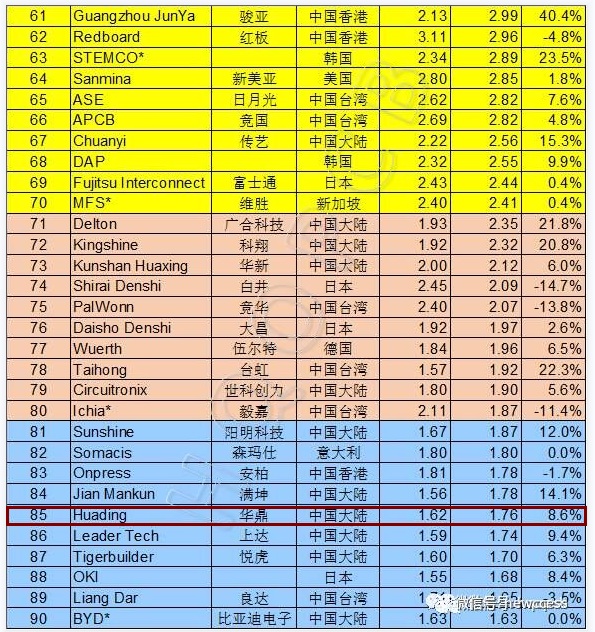 61 Guangzhou JunYa 骏亚 中国香港 2.13 2.99 40.4%
62 Redboard 红板 中国香港 3.11 2.96 -4.8%
63 STEMCO* 韩国 2.34 2.89 23.5%
64 Sanmina 新美亚 美国 2.80 2.85 1.8%
65 ASE 日月光 中国台湾 2.62 2.82 7.6%
66 APCB 竞国 中国台湾 2.69 2.82 4.8%
67 Chuanyi 传艺 中国大陆 2.22 2.56 15.3%
68 DAP 韩国 2.32 2.55 9.9%
69 Fujitsu Interconnect 富士通 日本 2.43 2.44 0.4%
70 MFS* 维胜 新加坡 2.40 2.41 0.4%
71 Delton 广合科技 中国大陆 1.93 2.35 21.8%
72 Kingshine 科翔 中国大陆 1.92 2.32 20.8%
73 Kunshan Huaxing 华新 中国大陆 2.00 2.12 6.0%
74 Shirai Denshi 白井 日本 2.45 2.09 -14.7%
75 PalWonn 竞华 中国台湾 2.40 2.07 -13.8%
76 Daisho Denshi 大昌 日本 1.92 1.97 2.6%
77 Wuerth 伍尔特 德国 1.84 1.96 6.5%
78 Taihong 台虹 中国台湾 1.57 1.92 22.3%
79 Circuitronix 世科创力 中国大陆 1.80 1.90 5.6%
80 Ichia* 毅嘉 中国台湾 2.11 1.87 -11.4%
81 Sunshine 阳明科技 中国大陆 1.67 1.87 12.0%
82 Somacis 森玛仕 意大利 1.80 1.80 0.0%
83 Onpress 安柏 中国香港 1.81 1.78 -1.7%
84 Jian Mankun 满坤 中国大陆 1.56 1.78 14.1%
85 Huading 华鼎 中国大陆 1.62 1.76 8.6%
86 Leader Tech 上达 中国大陆 1.59 1.74 9.4%
87 Tigerbuilder 悦虎 中国大陆 1.60 1.70 6.3%
88 OKI 日本 1.55 1.68 8.4%
89 Liang Dar 良达 中国台湾 -3.5%
90 BYD* 比亚迪电子 中国大陆 1.63 1.63 0.0%